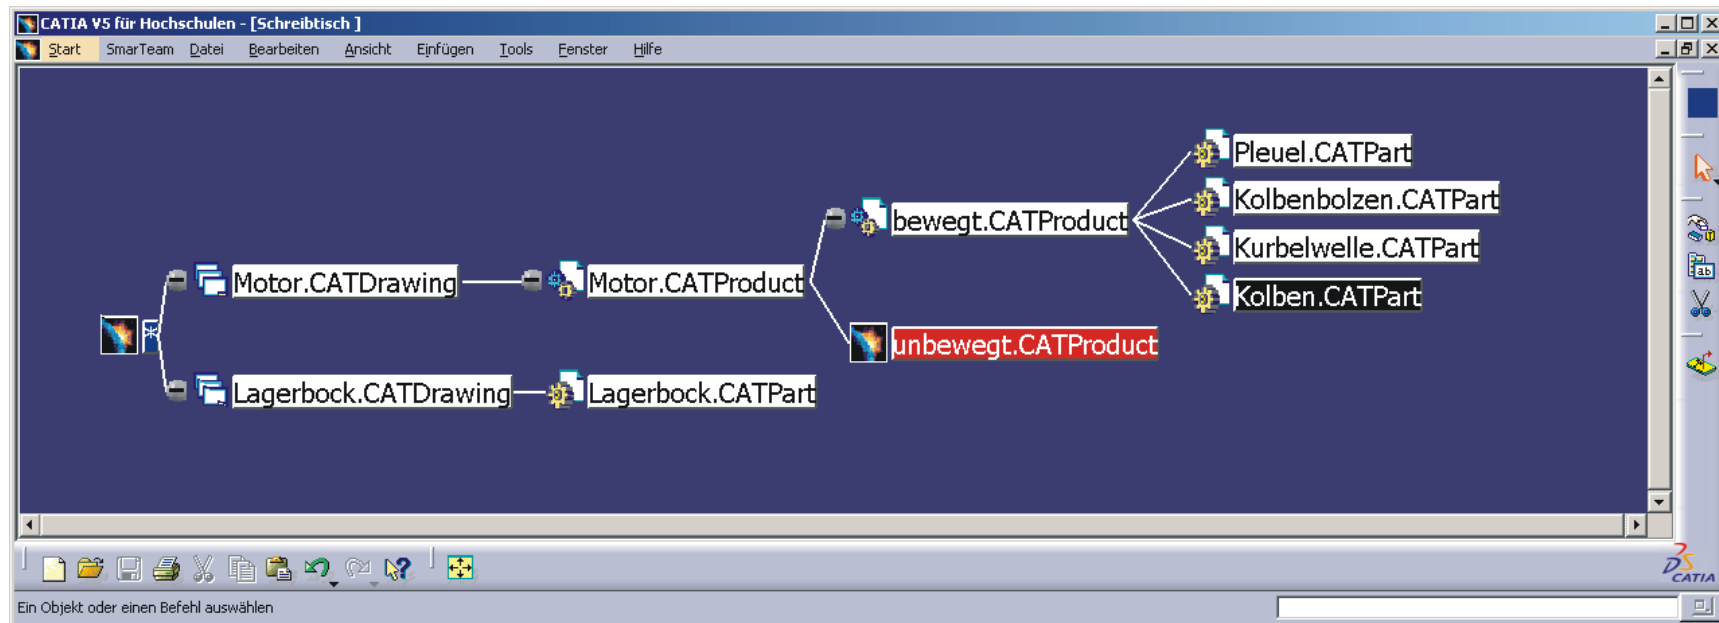 CATIA V5 für Hochschulen - [Schreibtisch ]
Start SmarTeam Datei Bearbeiten Ansicht Einfügen Tools Fenster Hilfe
Pleuel.CATPart
Kolbenbolzen.CATPart
bewegt.CATProduct
Kurbelwelle.CATPart
Motor.CATDrawing
Motor.CATProduct
Kolben.CATPart
unbewegt.CATProduct
Lagerbock.CATDrawing
Lagerbock.CATPart
ab
CATIA
Ein Objekt oder einen Befehl auswählen